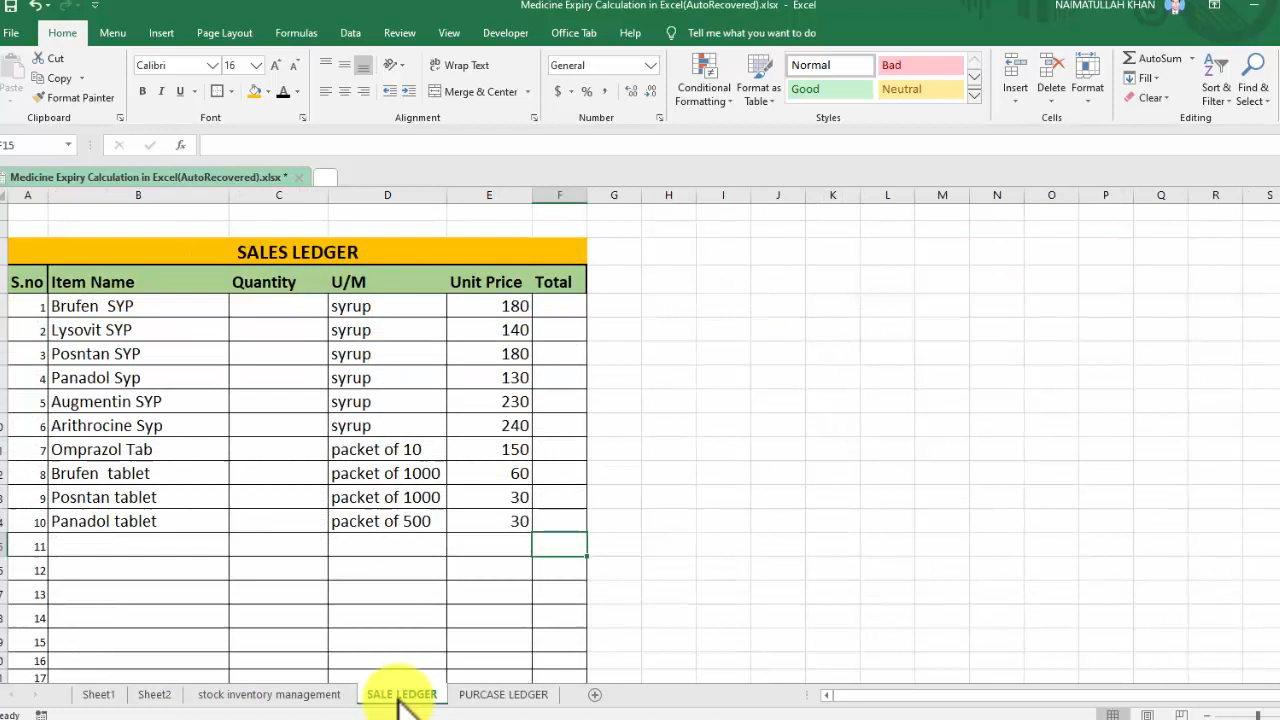 Medicine Expiry Calculation in Excel(AutoRecovered).xlsx - Excel
NAIMATULLAH KHAN
File Home Menu Insert Page Layout Formulas Data Review View Developer Office Tab Help Tell me what you want to do
Paste
Cut
Copy
Format Painter
Clipboard
Calibri 16 A A
B I U A
Font
ab Wrap Text
Merge & Center
Alignment
General
$ % ,
Number
Conditional Formatting
Format as Table
Normal Bad
Good Neutral
Styles
Insert Delete Format
Cells
AutoSum
Fill
Clear
Sort & Filter
Find & Select
Editing
F15 fx
Medicine Expiry Calculation in Excel(AutoRecovered).xlsx *
A B C D E F G H I J K L M N O P Q R S
SALES LEDGER
S.no Item Name Quantity U/M Unit Price Total
1 Brufen SYP syrup 180
2 Lysovit SYP syrup 140
3 Posntan SYP syrup 180
4 Panadol Syp syrup 130
5 Augmentin SYP syrup 230
6 Arithrocine Syp syrup 240
7 Omprazol Tab packet of 10 150
8 Brufen tablet packet of 1000 60
9 Posntan tablet packet of 1000 30
10 Panadol tablet packet of 500 30
11
12
13
14
15
16
17
Sheet1 Sheet2 stock inventory management SALE LEDGER PURCASE LEDGER